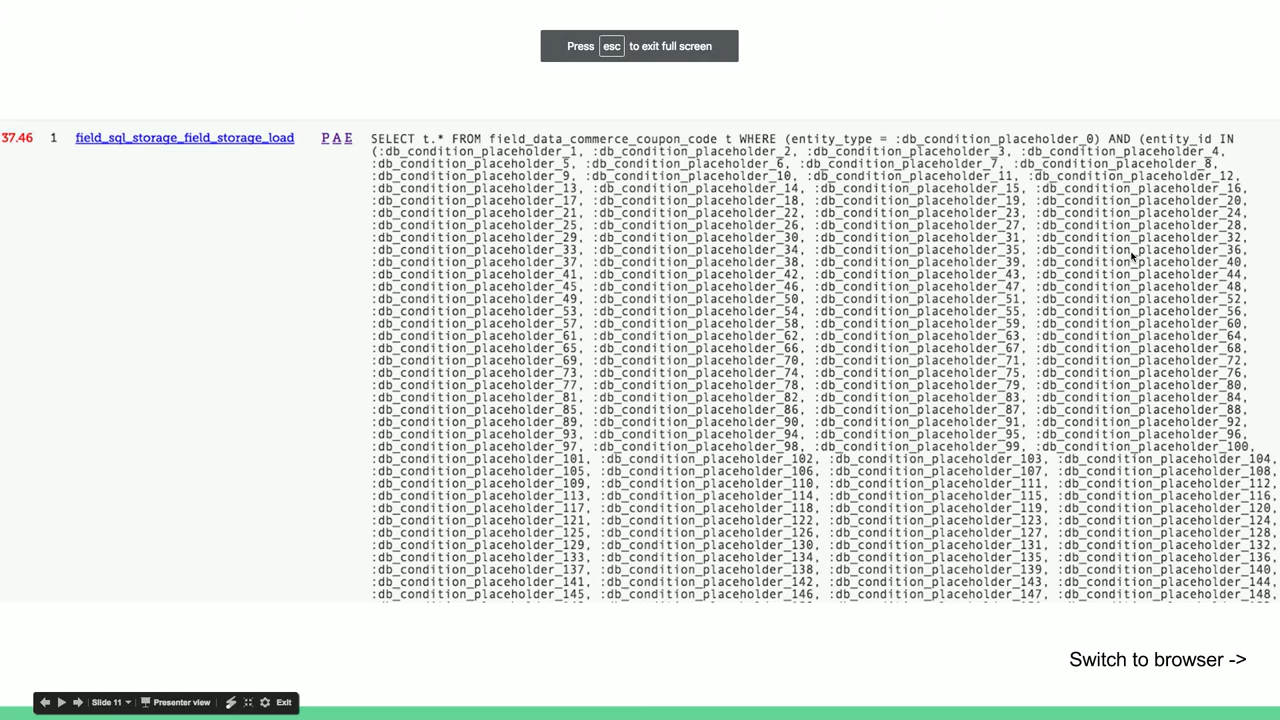 Press esc to exit full screen
37.46 1 field_sql_storage_field_storage_load P A E SELECT t.* FROM field_data_commerce_coupon_code t WHERE (entity_type = :db_condition_placeholder_0) AND (entity_id IN
(:db_condition_placeholder_1, :db_condition_placeholder_2, :db_condition_placeholder_3, :db_condition_placeholder_4,
:db_condition_placeholder_5, :db_condition_placeholder_6, :db_condition_placeholder_7, :db_condition_placeholder_8,
:db_condition_placeholder_9, :db_condition_placeholder_10, :db_condition_placeholder_11, :db_condition_placeholder_12,
:db_condition_placeholder_13, :db_condition_placeholder_14, :db_condition_placeholder_15, :db_condition_placeholder_16,
:db_condition_placeholder_17, :db_condition_placeholder_18, :db_condition_placeholder_19, :db_condition_placeholder_20,
:db_condition_placeholder_21, :db_condition_placeholder_22, :db_condition_placeholder_23, :db_condition_placeholder_24,
:db_condition_placeholder_25, :db_condition_placeholder_26, :db_condition_placeholder_27, :db_condition_placeholder_28,
:db_condition_placeholder_29, :db_condition_placeholder_30, :db_condition_placeholder_31, :db_condition_placeholder_32,
:db_condition_placeholder_33, :db_condition_placeholder_34, :db_condition_placeholder_35, :db_condition_placeholder_36,
:db_condition_placeholder_37, :db_condition_placeholder_38, :db_condition_placeholder_39, :db_condition_placeholder_40,
:db_condition_placeholder_41, :db_condition_placeholder_42, :db_condition_placeholder_43, :db_condition_placeholder_44,
:db_condition_placeholder_45, :db_condition_placeholder_46, :db_condition_placeholder_47, :db_condition_placeholder_48,
:db_condition_placeholder_49, :db_condition_placeholder_50, :db_condition_placeholder_51, :db_condition_placeholder_52,
:db_condition_placeholder_53, :db_condition_placeholder_54, :db_condition_placeholder_55, :db_condition_placeholder_56,
:db_condition_placeholder_57, :db_condition_placeholder_58, :db_condition_placeholder_59, :db_condition_placeholder_60,
:db_condition_placeholder_61, :db_condition_placeholder_62, :db_condition_placeholder_63, :db_condition_placeholder_64,
:db_condition_placeholder_65, :db_condition_placeholder_66, :db_condition_placeholder_67, :db_condition_placeholder_68,
:db_condition_placeholder_69, :db_condition_placeholder_70, :db_condition_placeholder_71, :db_condition_placeholder_72,
:db_condition_placeholder_73, :db_condition_placeholder_74, :db_condition_placeholder_75, :db_condition_placeholder_76,
:db_condition_placeholder_77, :db_condition_placeholder_78, :db_condition_placeholder_79, :db_condition_placeholder_80,
:db_condition_placeholder_81, :db_condition_placeholder_82, :db_condition_placeholder_83, :db_condition_placeholder_84,
:db_condition_placeholder_85, :db_condition_placeholder_86, :db_condition_placeholder_87, :db_condition_placeholder_88,
:db_condition_placeholder_89, :db_condition_placeholder_90, :db_condition_placeholder_91, :db_condition_placeholder_92,
:db_condition_placeholder_93, :db_condition_placeholder_94, :db_condition_placeholder_95, :db_condition_placeholder_96,
:db_condition_placeholder_97, :db_condition_placeholder_98, :db_condition_placeholder_99, :db_condition_placeholder_100,
:db_condition_placeholder_101, :db_condition_placeholder_102, :db_condition_placeholder_103, :db_condition_placeholder_104,
:db_condition_placeholder_105, :db_condition_placeholder_106, :db_condition_placeholder_107, :db_condition_placeholder_108,
:db_condition_placeholder_109, :db_condition_placeholder_110, :db_condition_placeholder_111, :db_condition_placeholder_112,
:db_condition_placeholder_113, :db_condition_placeholder_114, :db_condition_placeholder_115, :db_condition_placeholder_116,
:db_condition_placeholder_117, :db_condition_placeholder_118, :db_condition_placeholder_119, :db_condition_placeholder_120,
:db_condition_placeholder_121, :db_condition_placeholder_122, :db_condition_placeholder_123, :db_condition_placeholder_124,
:db_condition_placeholder_125, :db_condition_placeholder_126, :db_condition_placeholder_127, :db_condition_placeholder_128,
:db_condition_placeholder_129, :db_condition_placeholder_130, :db_condition_placeholder_131, :db_condition_placeholder_132,
:db_condition_placeholder_133, :db_condition_placeholder_134, :db_condition_placeholder_135, :db_condition_placeholder_136,
:db_condition_placeholder_137, :db_condition_placeholder_138, :db_condition_placeholder_139, :db_condition_placeholder_140,
:db_condition_placeholder_141, :db_condition_placeholder_142, :db_condition_placeholder_143, :db_condition_placeholder_144,
:db_condition_placeholder_145, :db_condition_placeholder_146, :db_condition_placeholder_147, :db_condition_placeholder_148,
Switch to browser ->
Slide 11 Presenter view Exit